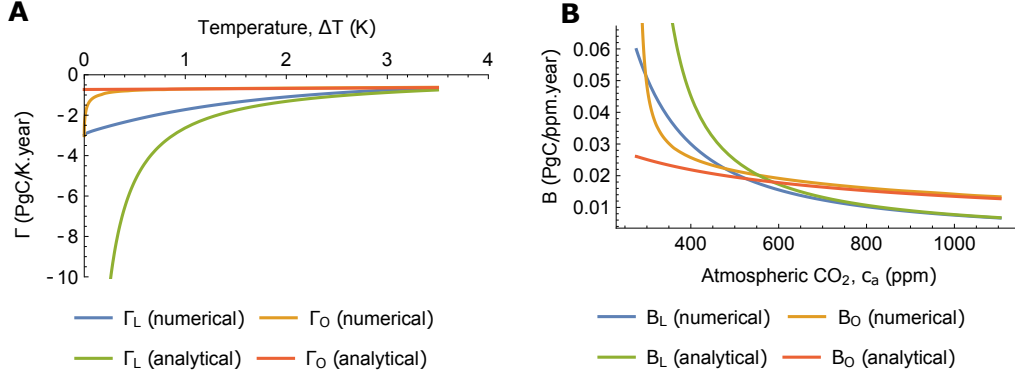 A
Temperature, ΔT (K)
0 1 2 3 4
0
-2
-4
-6
-8
-10
Γ (PgC/K.year)
Γ_L (numerical) Γ_O (numerical)
Γ_L (analytical) Γ_O (analytical)
B
0.06
0.05
0.04
0.03
0.02
0.01
B (PgC/ppm.year)
400 600 800 1000
Atmospheric CO₂, c_a (ppm)
B_L (numerical) B_O (numerical)
B_L (analytical) B_O (analytical)